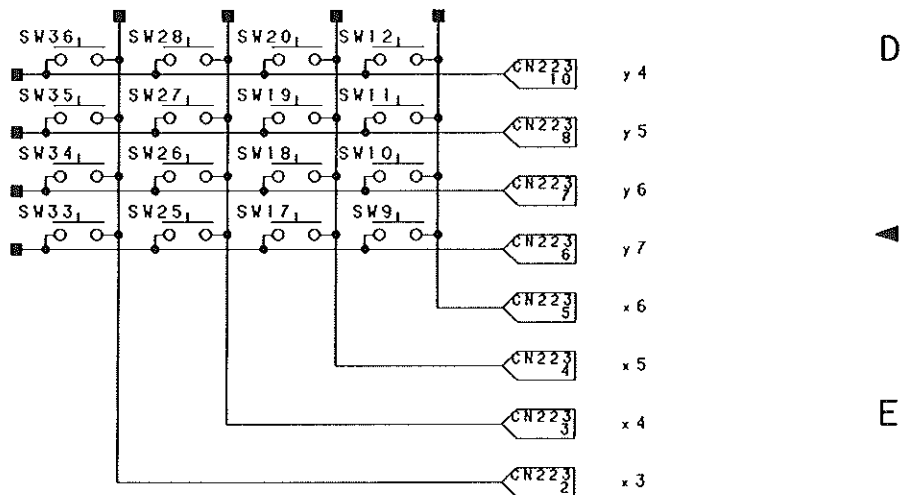 SW36 SW28 SW20 SW12
D
CN223
10
y4
SW35 SW27 SW19 SW11
CN223
8
y5
SW34 SW26 SW18 SW10
CN223
7
y6
SW33 SW25 SW17 SW9
CN223
6
y7
CN223
5
x6
CN223
4
x5
CN223
3
x4
E
CN223
2
x3